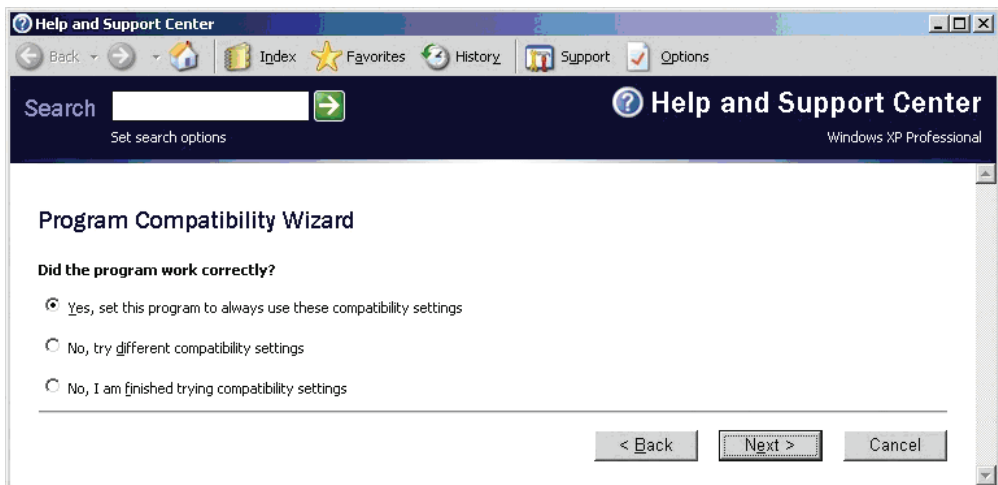 Help and Support Center
Back Index Favorites History Support Options
Search
Help and Support Center
Set search options
Windows XP Professional
Program Compatibility Wizard
Did the program work correctly?
Yes, set this program to always use these compatibility settings
No, try different compatibility settings
No, I am finished trying compatibility settings
< Back Next > Cancel